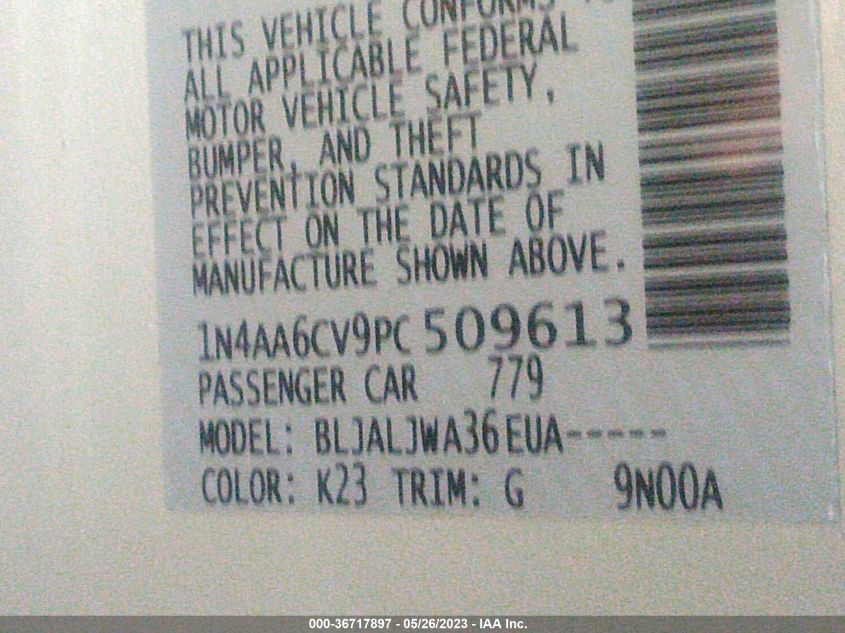 THIS VEHICLE CONFORMS
ALL APPLICABLE FEDERAL
MOTOR VEHICLE SAFETY,
BUMPER, AND THEFT
PREVENTION STANDARDS IN
EFFECT ON THE DATE OF
MANUFACTURE SHOWN ABOVE.
1N4AA6CV9PC509613
PASSENGER CAR 779
MODEL: BLJALJWA36EUA-----
COLOR: K23 TRIM: G 9N00A
000-36717897 - 05/26/2023 - IAA Inc.